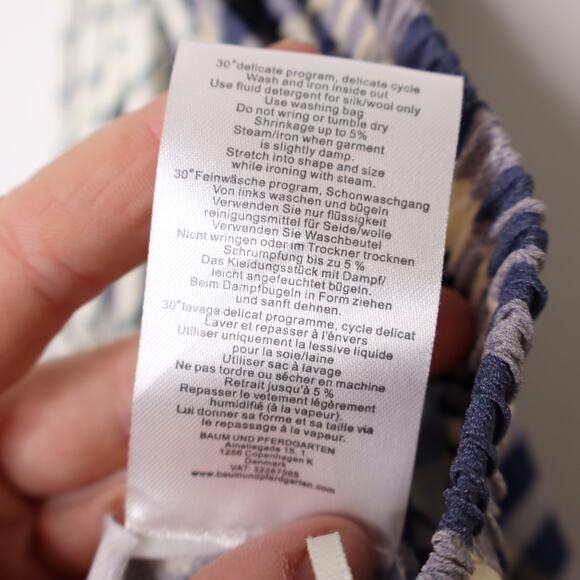 30°delicate program, delicate cycle
Wash and iron inside out
Use fluid detergent for silk/wool only
Use washing bag
Do not wring or tumble dry
Shrinkage up to 5%
Steam/iron when garment
is slightly damp.
Stretch into shape and size
while ironing with steam.
30°Feinwäsche program, Schonwaschgang
Von links waschen und bügeln
Verwenden Sie nur flüssigkeit
reinigungsmittel für Seide/wolle
Verwenden Sie Waschbeutel
Nicht wringen oder im Trockner trocknen
Schrumpfung bis zu 5 %
Das Kleidungsstück mit Dampf/
leicht angefeuchtet bügeln.
Beim Dampfbügeln in Form ziehen
und sanft dehnen.
30°lavage delicat programme, cycle delicat
Laver et repasser à l'énvers
Utiliser uniquement la lessive liquide
pour la soie/laine
Utiliser sac à lavage
Ne pas tordre ou sécher en machine
Retrait jusqu'à 5 %
Repasser le vetement légèrement
humidifié (à la vapeur).
Lui donner sa forme et sa taille via
le repassage à la vapeur.
BAUM UND PFERDGARTEN
Amaliegade 15, 1.
1256 Copenhagen K
Denmark
VAT: 32287565
www.baumundpferdgarten.com